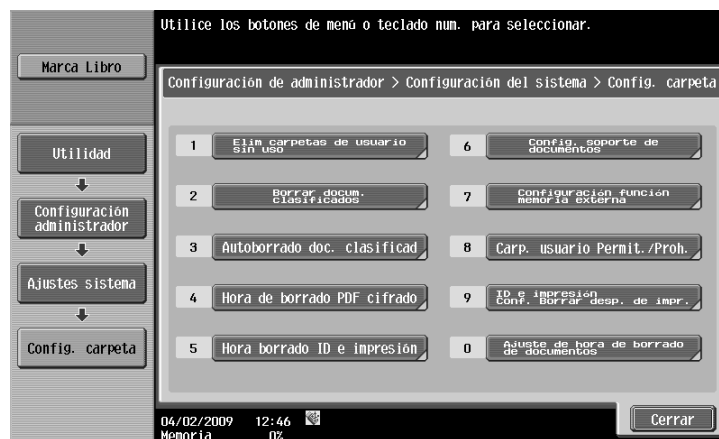 Utilice los botones de menú o teclado num. para seleccionar.
Marca Libro
Configuración de administrador > Configuración del sistema > Config. carpeta
Utilidad
Configuración
administrador
Ajustes sistema
Config. carpeta
1 Elim carpetas de usuario
sin uso
2 Borrar docum.
clasificados
3 Autoborrado doc. clasificad
4 Hora de borrado PDF cifrado
5 Hora borrado ID e impresión
6 Config. soporte de
documentos
7 Configuración función
memoria externa
8 Carp. usuario Permit./Proh.
9 ID e impresión
Conf. Borrar desp. de impr.
0 Ajuste de hora de borrado
de documentos
04/02/2009 12:46
Memoria 0%
Cerrar